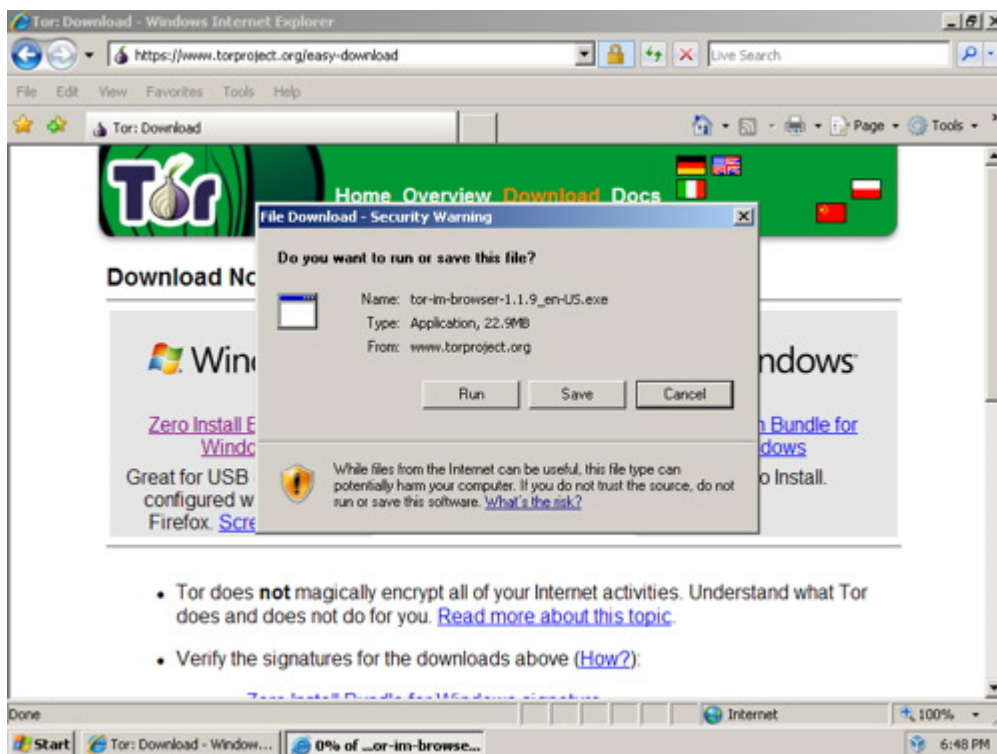 Tor: Download - Windows Internet Explorer
https://www.torproject.org/easy-download
Live Search
File Edit View Favorites Tools Help
Tor: Download
Page Tools
Tor
Home Overview Download Docs
File Download - Security Warning
Do you want to run or save this file?
Name: tor-im-browser-1.1.9_en-US.exe
Type: Application, 22.9MB
From: www.torproject.org
Run Save Cancel
While files from the Internet can be useful, this file type can
potentially harm your computer. If you do not trust the source, do not
run or save this software. What's the risk?
Download No
Win
ndows
Zero Install B
Windo
n Bundle for
dows
Great for USB
configured w
Firefox. Scre
o Install.
Tor does not magically encrypt all of your Internet activities. Understand what Tor
does and does not do for you. Read more about this topic.
Verify the signatures for the downloads above (How?):
Zero Install Bundle for Windows signature
Done
Internet
100%
Start
Tor: Download - Window...
0% of ...or-im-browse...
6:48 PM